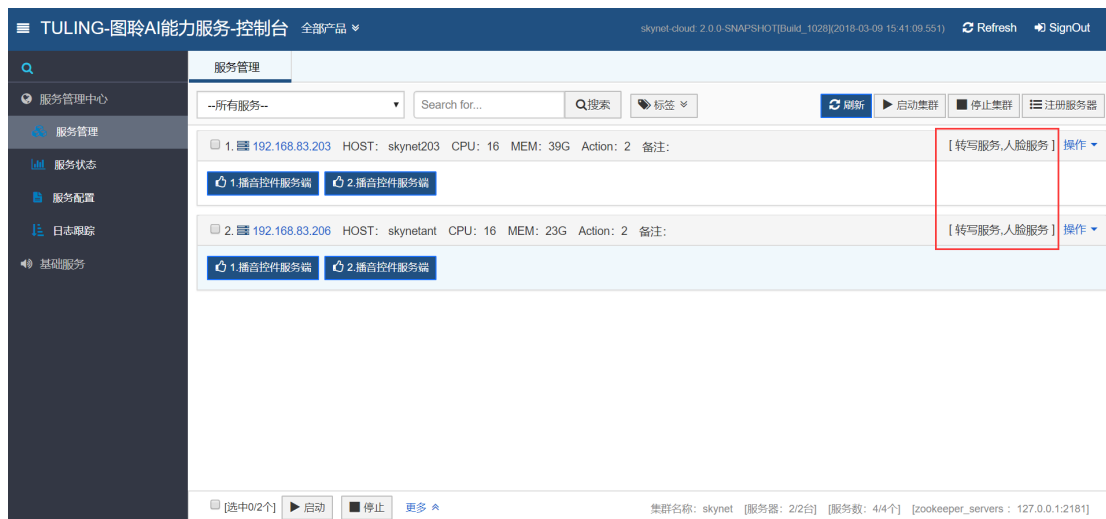 TULING-图聆AI能力服务-控制台 全部产品 skynet-cloud: 2.0.0-SNAPSHOT[Build_1028](2018-03-09 15:41:09.551) Refresh SignOut
服务管理
服务管理中心
--所有服务-- Search for... 搜索 标签 刷新 启动集群 停止集群 注册服务器
服务管理
1. 192.168.83.203 HOST: skynet203 CPU: 16 MEM: 39G Action: 2 备注: [ 转写服务,人脸服务 ] 操作
服务状态
1.播音控件服务端 2.播音控件服务端
服务配置
日志跟踪
2. 192.168.83.206 HOST: skynetant CPU: 16 MEM: 23G Action: 2 备注: [ 转写服务,人脸服务 ] 操作
基础服务
1.播音控件服务端 2.播音控件服务端
[选中0/2个] 启动 停止 更多 集群名称: skynet [服务器: 2/2台] [服务数: 4/4个] [zookeeper_servers : 127.0.0.1:2181]